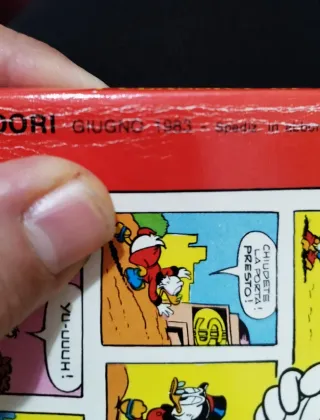 DORI GIUGNO 1983 - Spediz. in abbon
CHIUDETE
LA PORTA!
PRESTO!
YU-UUUH!
$